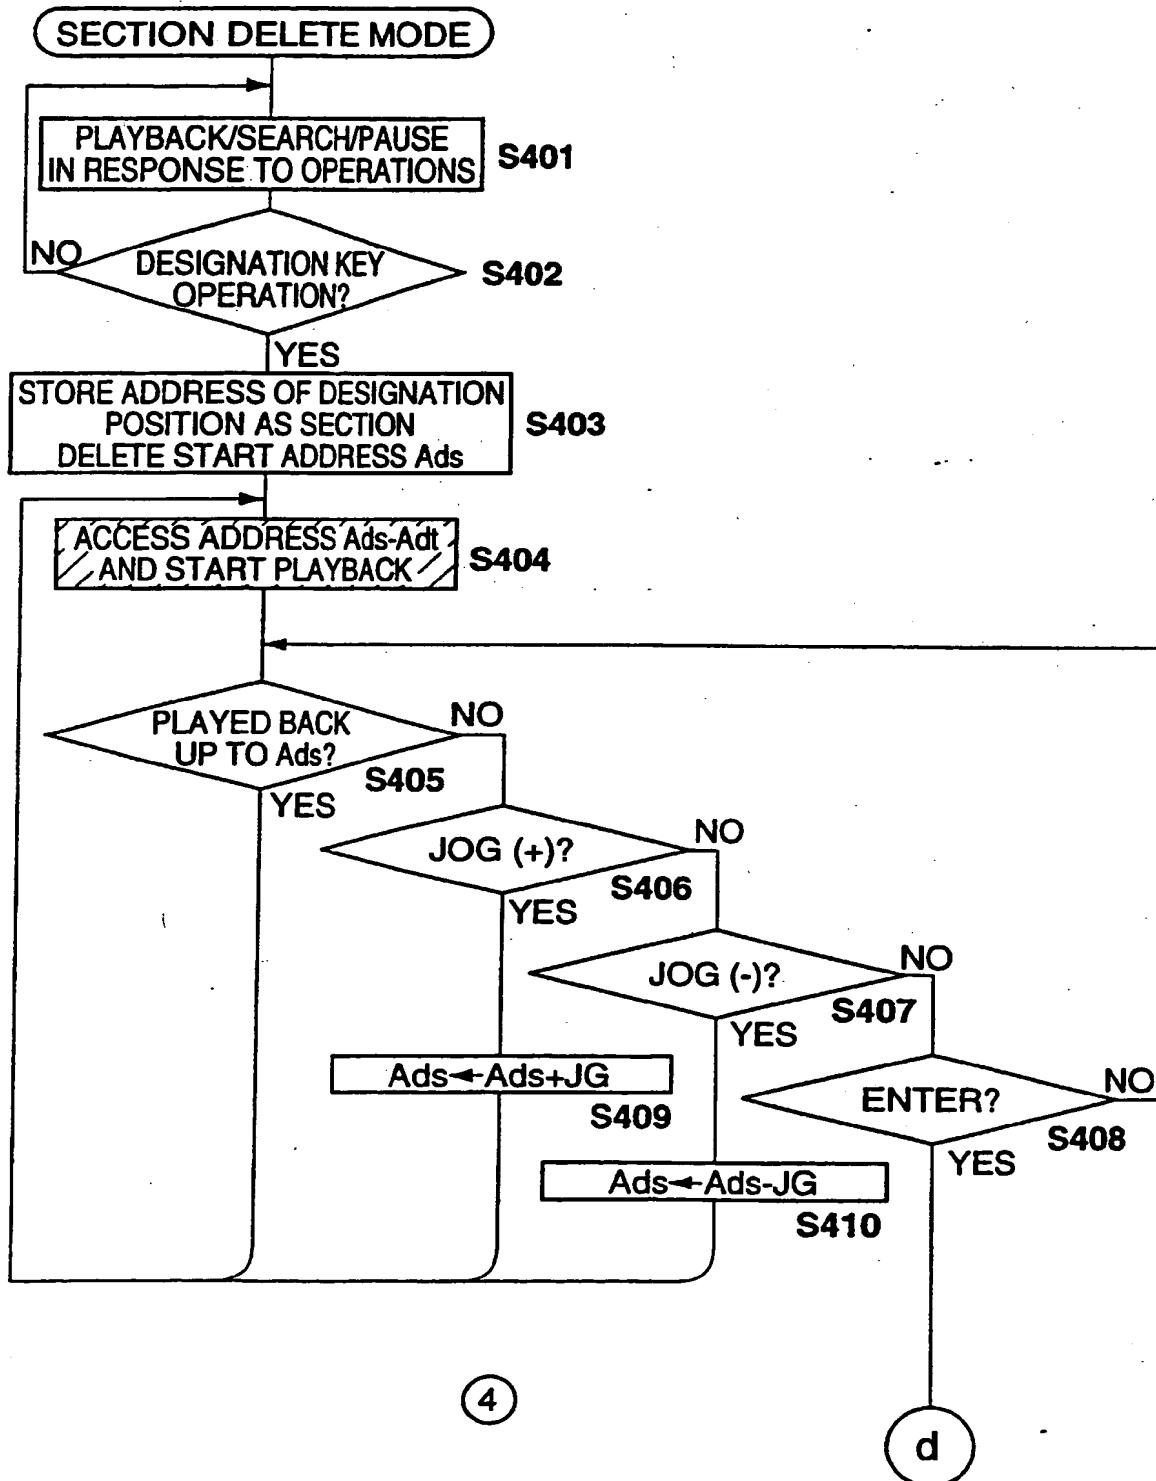 SECTION DELETE MODE
PLAYBACK/SEARCH/PAUSE
IN RESPONSE TO OPERATIONS
S401
NO
DESIGNATION KEY
OPERATION?
S402
YES
STORE ADDRESS OF DESIGNATION
POSITION AS SECTION
DELETE START ADDRESS Ads
S403
ACCESS ADDRESS Ads-Adt
AND START PLAYBACK
S404
PLAYED BACK
UP TO Ads?
NO
S405
YES
JOG (+)?
NO
S406
YES
JOG (-)?
NO
S407
YES
Ads←Ads+JG
S409
ENTER?
NO
S408
YES
Ads←Ads-JG
S410
4
d